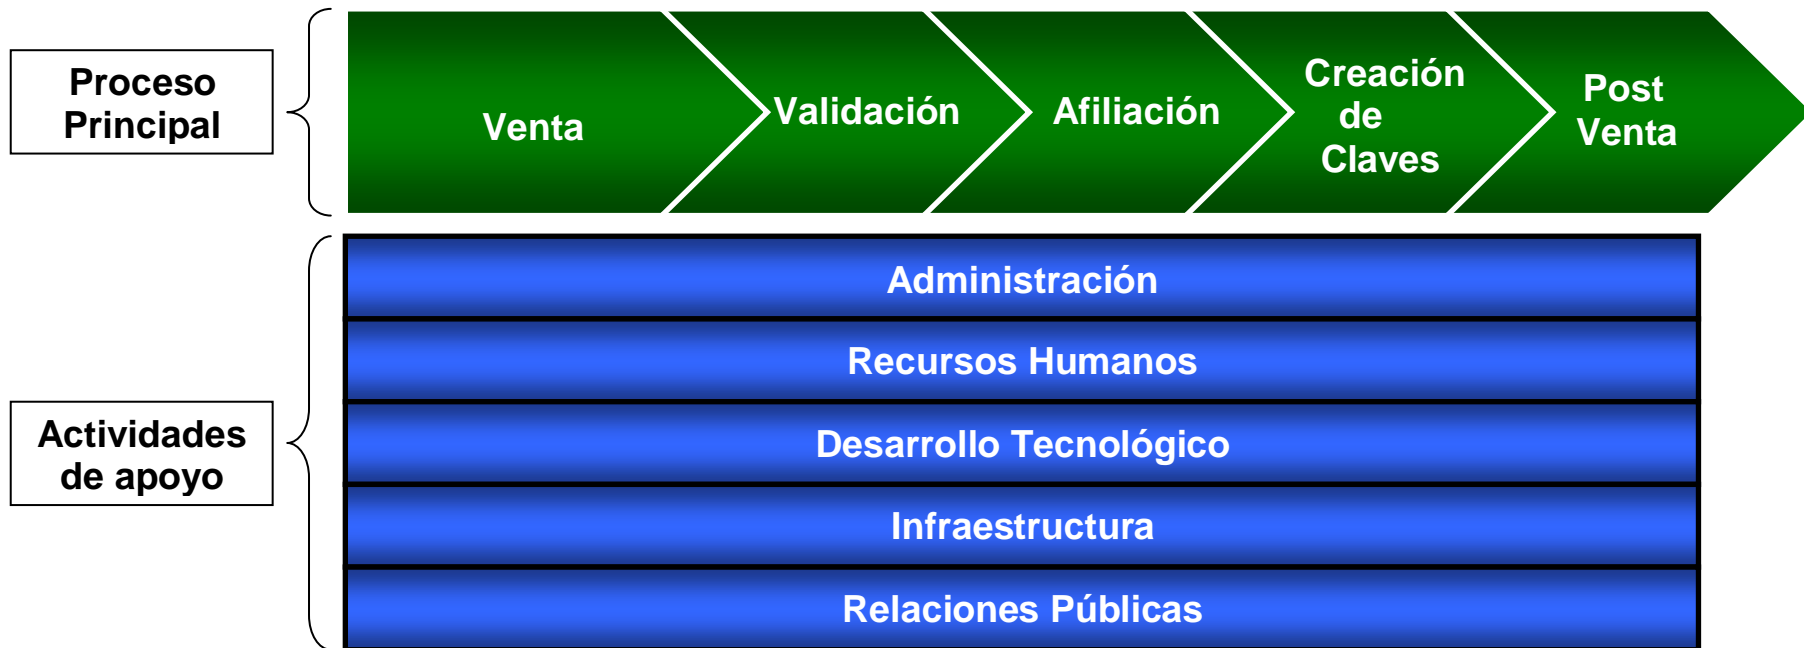 Proceso
Principal
Venta
Validación
Afiliación
Creación
de
Claves
Post
Venta
Administración
Recursos Humanos
Actividades
de apoyo
Desarrollo Tecnológico
Infraestructura
Relaciones Públicas